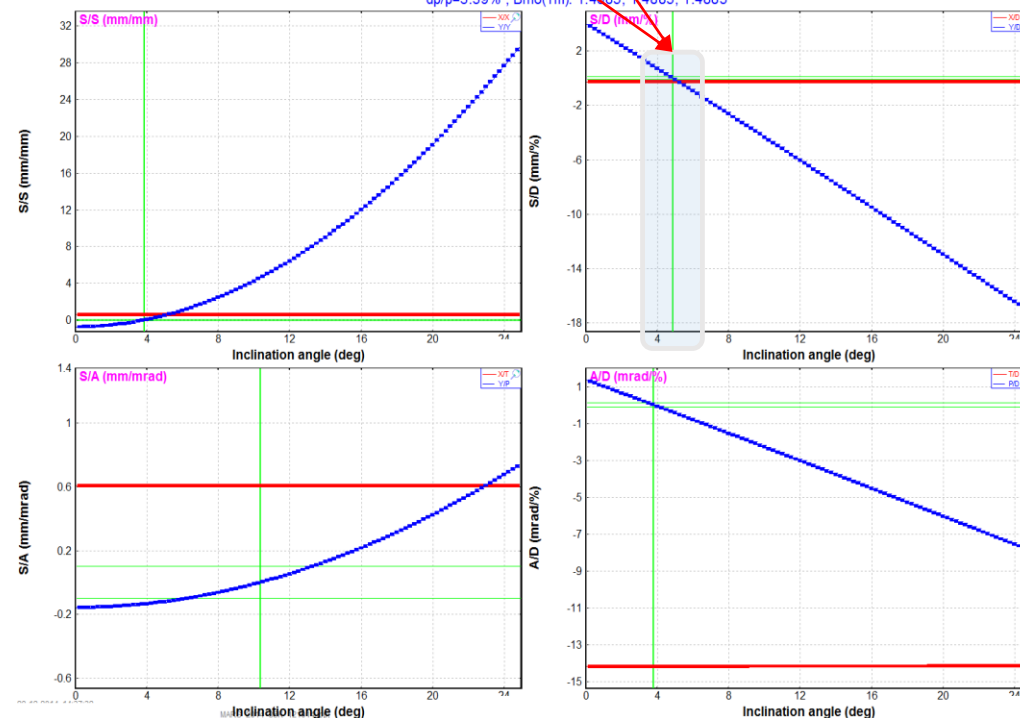 S/S (mm/mm)
X/X
Y/Y
S/S (mm/mm)
32
28
24
20
16
12
8
4
0
0 4 8 12 16 20 24
Inclination angle (deg)
S/D (mm/%)
X/D
Y/D
S/D (mm/%)
2
-2
-6
-10
-14
-18
0 4 8 12 16 20 24
Inclination angle (deg)
S/A (mm/mrad)
X/T
Y/P
S/A (mm/mrad)
1.4
1
0.6
0.2
-0.2
-0.6
0 4 8 12 16 20 24
Inclination angle (deg)
A/D (mrad/%)
T/D
P/D
A/D (mrad/%)
1
-1
-3
-5
-7
-9
-11
-13
-15
0 4 8 12 16 20 24
Inclination angle (deg)